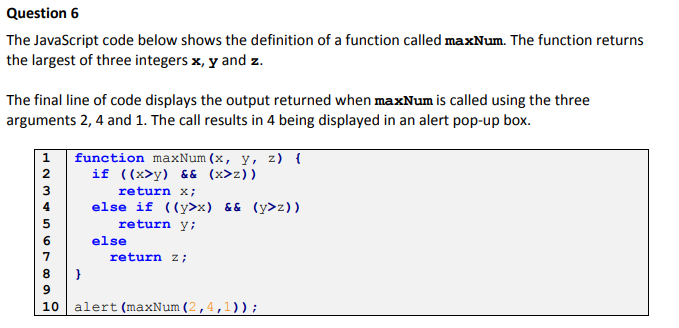 Question 6
The JavaScript code below shows the definition of a function called maxNum. The function returns
the largest of three integers x, y and z.
The final line of code displays the output returned when maxNum is called using the three
arguments 2, 4 and 1. The call results in 4 being displayed in an alert pop-up box.
1 function maxNum(x, y, z) {
2 if ((x>y) && (x>z))
3 return x;
4 else if ((y>x) && (y>z))
5 return y;
6 else
7 return z;
8 }
9
10 alert(maxNum(2,4,1));